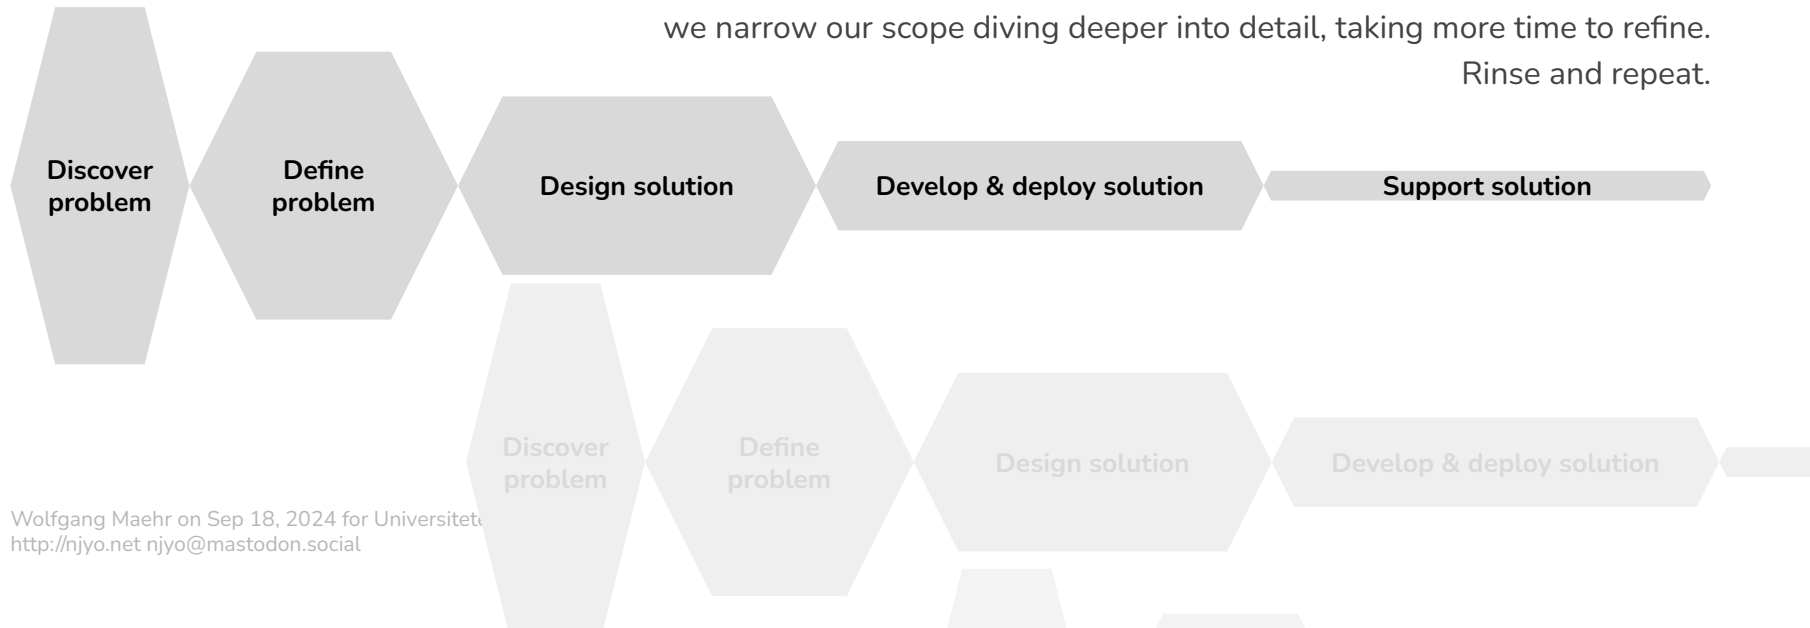 we narrow our scope diving deeper into detail, taking more time to refine.
Rinse and repeat.
Discover
problem
Define
problem
Design solution
Develop & deploy solution
Support solution
Discover
problem
Define
problem
Design solution
Develop & deploy solution
Wolfgang Maehr on Sep 18, 2024 for Universitete
http://njyo.net njyo@mastodon.social